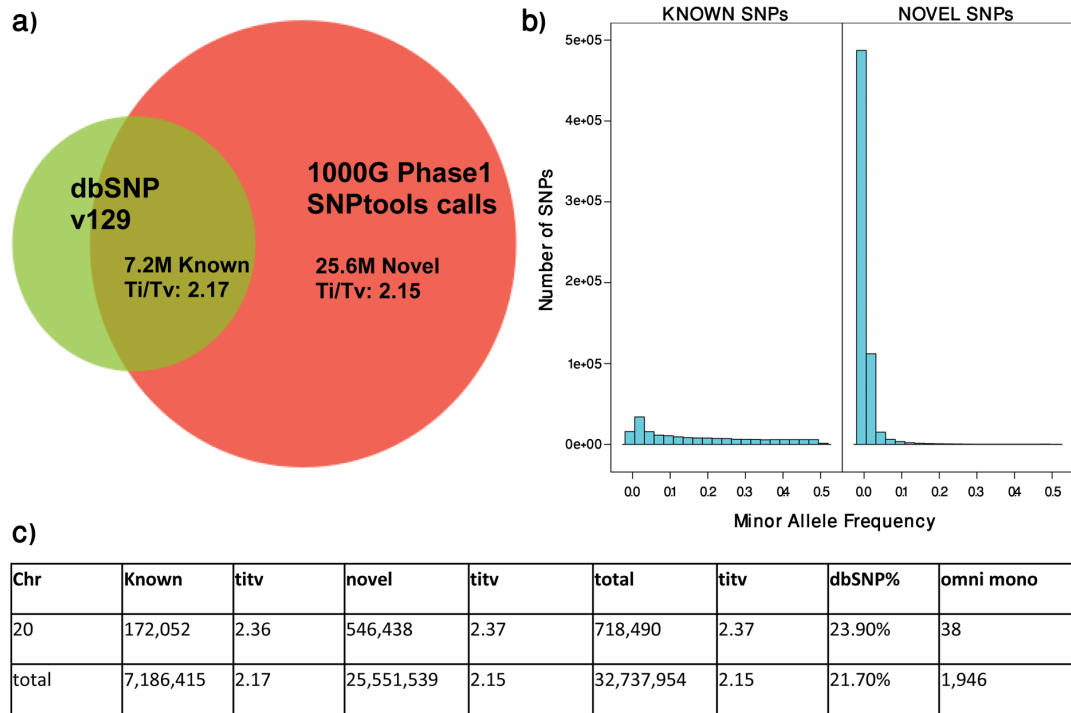 a)
dbSNP
v129
7.2M Known
Ti/Tv: 2.17
1000G Phase1
SNPtools calls
25.6M Novel
Ti/Tv: 2.15
b)
KNOWN SNPs NOVEL SNPs
Number of SNPs
5e+05
4e+05
3e+05
2e+05
1e+05
0e+00
0.0 0.1 0.2 0.3 0.4 0.5 0.0 0.1 0.2 0.3 0.4 0.5
Minor Allele Frequency
c)
Chr Known titv novel titv total titv dbSNP% omni mono
20 172,052 2.36 546,438 2.37 718,490 2.37 23.90% 38
total 7,186,415 2.17 25,551,539 2.15 32,737,954 2.15 21.70% 1,946